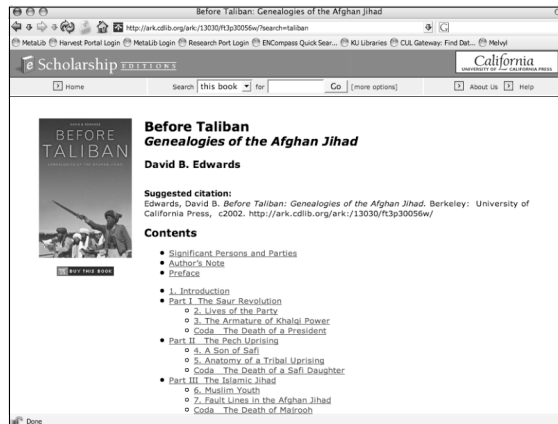 Before Taliban: Genealogies of the Afghan Jihad
http://ark.cdlib.org/ark:/13030/ft3p30056w/?search=taliban
MetaLib Harvest Portal Login MetaLib Login Research Port Login ENCompass Quick Sear... KU Libraries CUL Gateway: Find Dat... Melvyl
eScholarship EDITIONS
California
UNIVERSITY OF CALIFORNIA PRESS
Home Search this book for Go [more options] About Us Help
DAVID B. EDWARDS
BEFORE
TALIBAN
GENEALOGIES OF THE AFGHAN JIHAD
BUY THIS BOOK
Before Taliban
Genealogies of the Afghan Jihad
David B. Edwards
Suggested citation:
Edwards, David B. Before Taliban: Genealogies of the Afghan Jihad. Berkeley: University of
California Press, c2002. http://ark.cdlib.org/ark:/13030/ft3p30056w/
Contents
Significant Persons and Parties
Author's Note
Preface
1. Introduction
Part I The Saur Revolution
2. Lives of the Party
3. The Armature of Khalqi Power
Coda The Death of a President
Part II The Pech Uprising
4. A Son of Safi
5. Anatomy of a Tribal Uprising
Coda The Death of a Safi Daughter
Part III The Islamic Jihad
6. Muslim Youth
7. Fault Lines in the Afghan Jihad
Coda The Death of Majrooh
Done